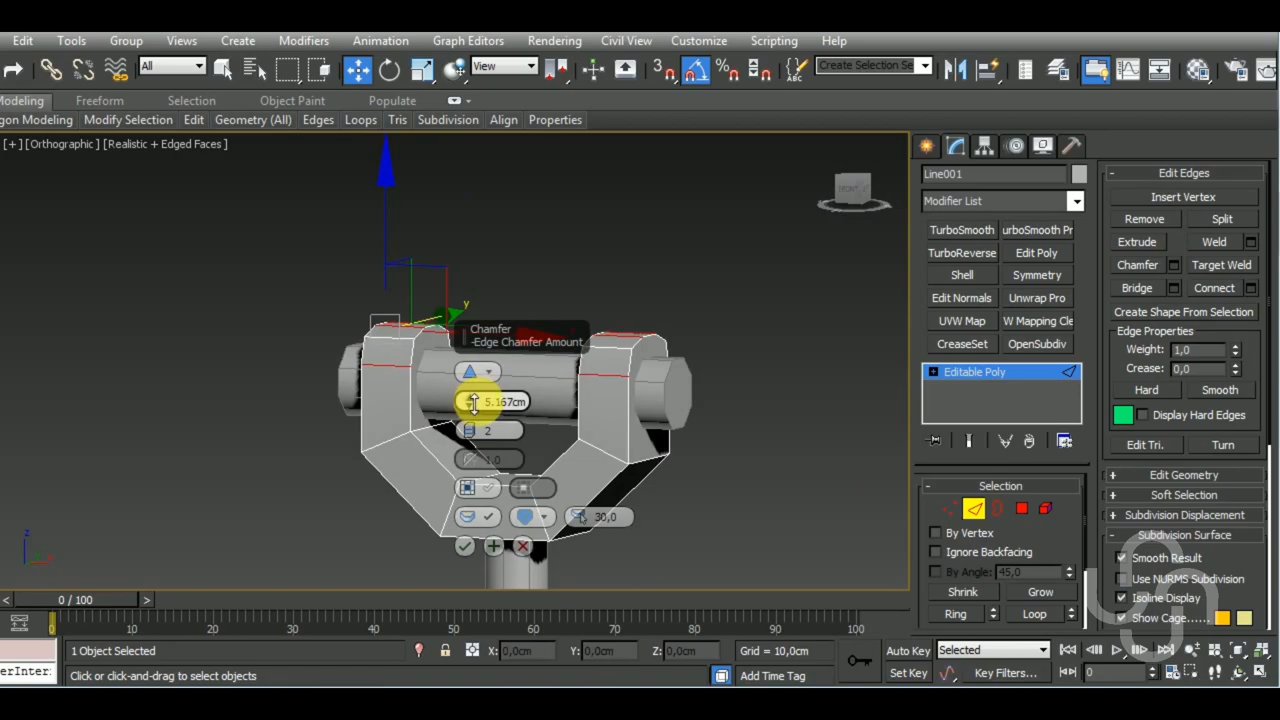 Edit Tools Group Views Create Modifiers Animation Graph Editors Rendering Civil View Customize Scripting Help
All View 3 ABC Create Selection Se
Modeling Freeform Selection Object Paint Populate
gon Modeling Modify Selection Edit Geometry (All) Edges Loops Tris Subdivision Align Properties
[+] [Orthographic ] [Realistic + Edged Faces ]
FRONT
z
y
Chamfer
-Edge Chamfer Amount
5,167cm
2
1,0
30,0
Line001
Modifier List
TurboSmooth urboSmooth Pr
TurboReverse Edit Poly
Shell Symmetry
Edit Normals Unwrap Pro
UVW Map W Mapping Cle
CreaseSet OpenSubdiv
Editable Poly
- Selection
By Vertex
Ignore Backfacing
By Angle: 45,0
Shrink Grow
Ring Loop
- Edit Edges
Insert Vertex
Remove Split
Extrude Weld
Chamfer Target Weld
Bridge Connect
Create Shape From Selection
Edge Properties
Weight: 1,0
Crease: 0,0
Hard Smooth
Display Hard Edges
Edit Tri. Turn
+ Edit Geometry
+ Soft Selection
+ Subdivision Displacement
- Subdivision Surface
Smooth Result
Use NURMS Subdivision
Isoline Display
Show Cage......
< 0 / 100 >
0 10 20 30 40 50 60 70 80 90 100
1 Object Selected X: 0,0cm Y: 0,0cm Z: 0,0cm Grid = 10,0cm Auto Key Selected
erInter: Click or click-and-drag to select objects Add Time Tag Set Key Key Filters... 0